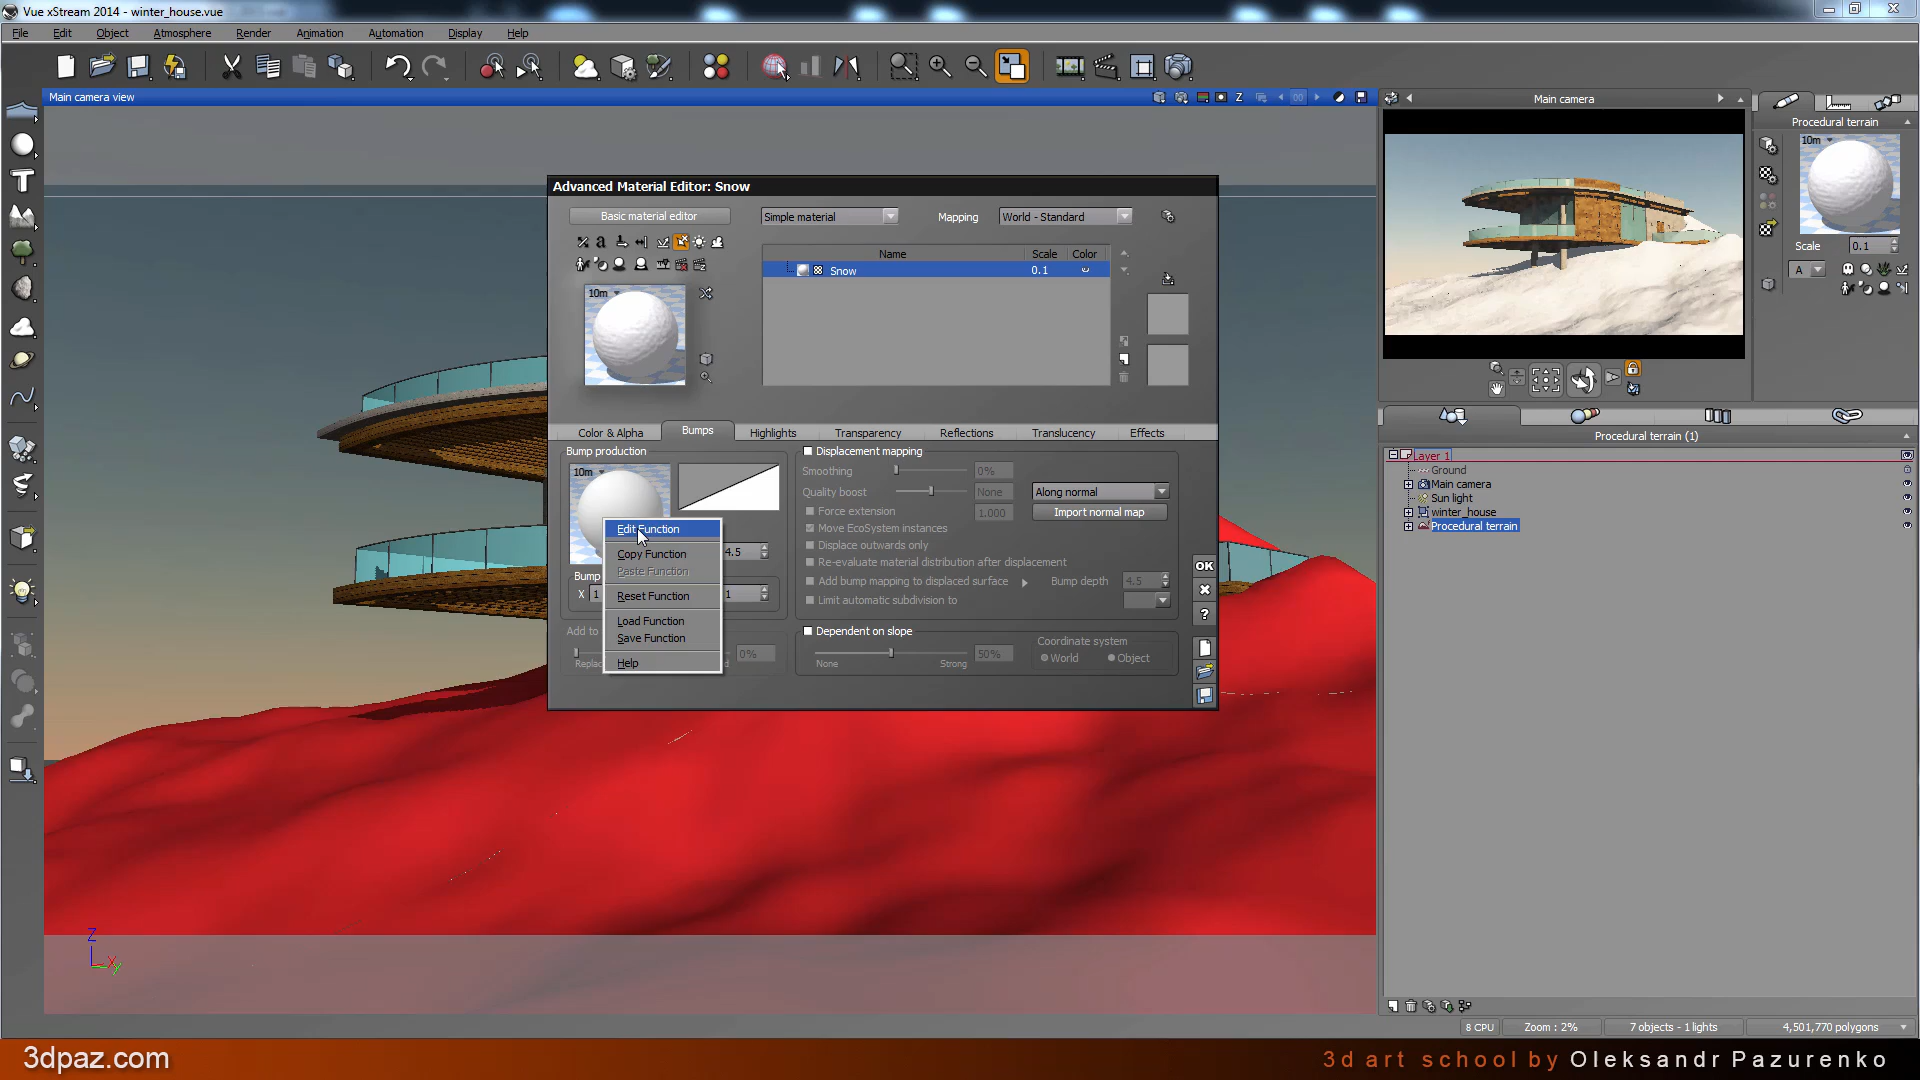 Vue xStream 2014 - winter_house.vue
File Edit Object Atmosphere Render Animation Automation Display Help
Main camera view
Z
Main camera
Procedural terrain
10m
Scale 0.1
A
Advanced Material Editor: Snow
Basic material editor
Simple material
Mapping
World - Standard
Name Scale Color
Snow 0.1
10m
Color & Alpha Bumps Highlights Transparency Reflections Translucency Effects
Bump production
10m
4.5
Bump
X 1
1
Add to
0%
Edit Function
Copy Function
Paste Function
Reset Function
Load Function
Save Function
Help
Displacement mapping
Smoothing 0%
Quality boost None
Along normal
Force extension 1.000
Import normal map
Move EcoSystem instances
Displace outwards only
Re-evaluate material distribution after displacement
Add bump mapping to displaced surface
Bump depth 4.5
Limit automatic subdivision to
Dependent on slope
None Strong
50%
Coordinate system
World Object
OK
?
Procedural terrain (1)
Layer 1
Ground
Main camera
Sun light
winter_house
Procedural terrain
Z
X
Y
8 CPU
Zoom : 2%
7 objects - 1 lights
4,501,770 polygons
3dpaz.com
3d art school by Oleksandr Pazurenko